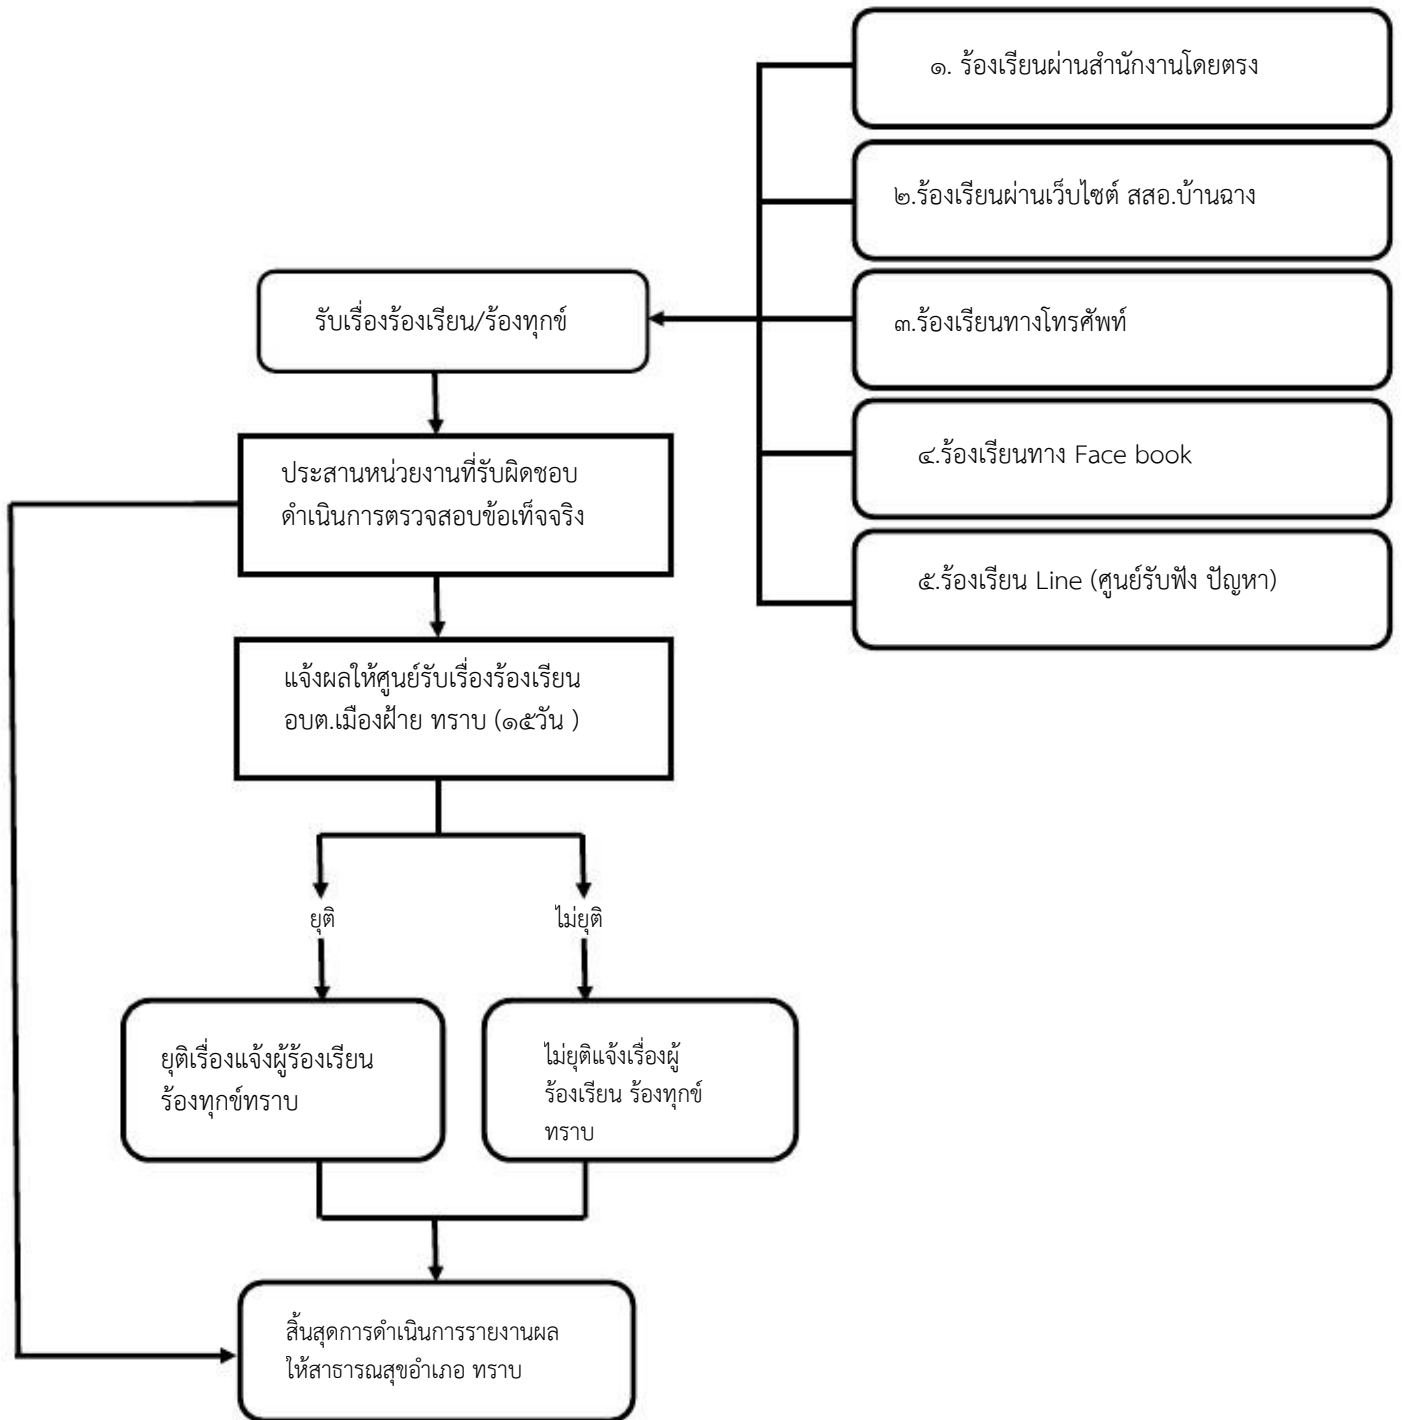 ๑. ร้องเรียนผ่านสำนักงานโดยตรง
๒.ร้องเรียนผ่านเว็บไซต์ สสอ.บ้านฉาง
๓.ร้องเรียนทางโทรศัพท์
๔.ร้องเรียนทาง Face book
๕.ร้องเรียน Line (ศูนย์รับฟัง ปัญหา)
รับเรื่องร้องเรียน/ร้องทุกข์
ประสานหน่วยงานที่รับผิดชอบ
ดำเนินการตรวจสอบข้อเท็จจริง
แจ้งผลให้ศูนย์รับเรื่องร้องเรียน
อบต.เมืองฝ้าย ทราบ (๑๕วัน )
ยุติ
ไม่ยุติ
ยุติเรื่องแจ้งผู้ร้องเรียน
ร้องทุกข์ทราบ
ไม่ยุติแจ้งเรื่องผู้
ร้องเรียน ร้องทุกข์
ทราบ
สิ้นสุดการดำเนินการรายงานผล
ให้สาธารณสุขอำเภอ ทราบ